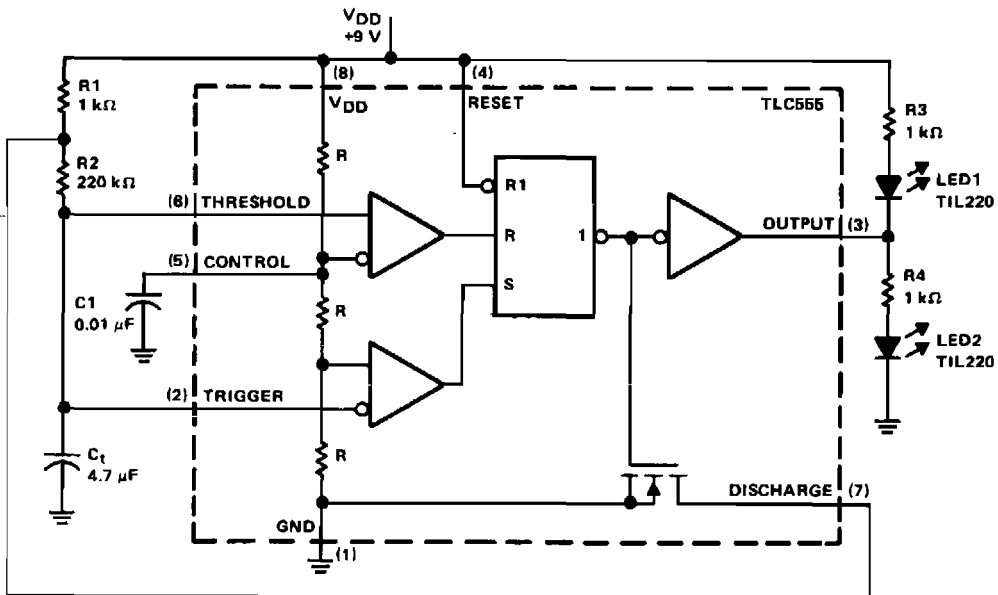 VDD
+9 V
R1
1 kΩ
(8)
(4)
VDD
RESET
TLC555
R3
1 kΩ
R
R2
220 kΩ
R1
LED1
TIL220
(6) THRESHOLD
R
1
OUTPUT (3)
(5) CONTROL
S
R4
1 kΩ
C1
0.01 µF
R
LED2
TIL220
(2) TRIGGER
Ct
4.7 µF
R
DISCHARGE (7)
GND
(1)